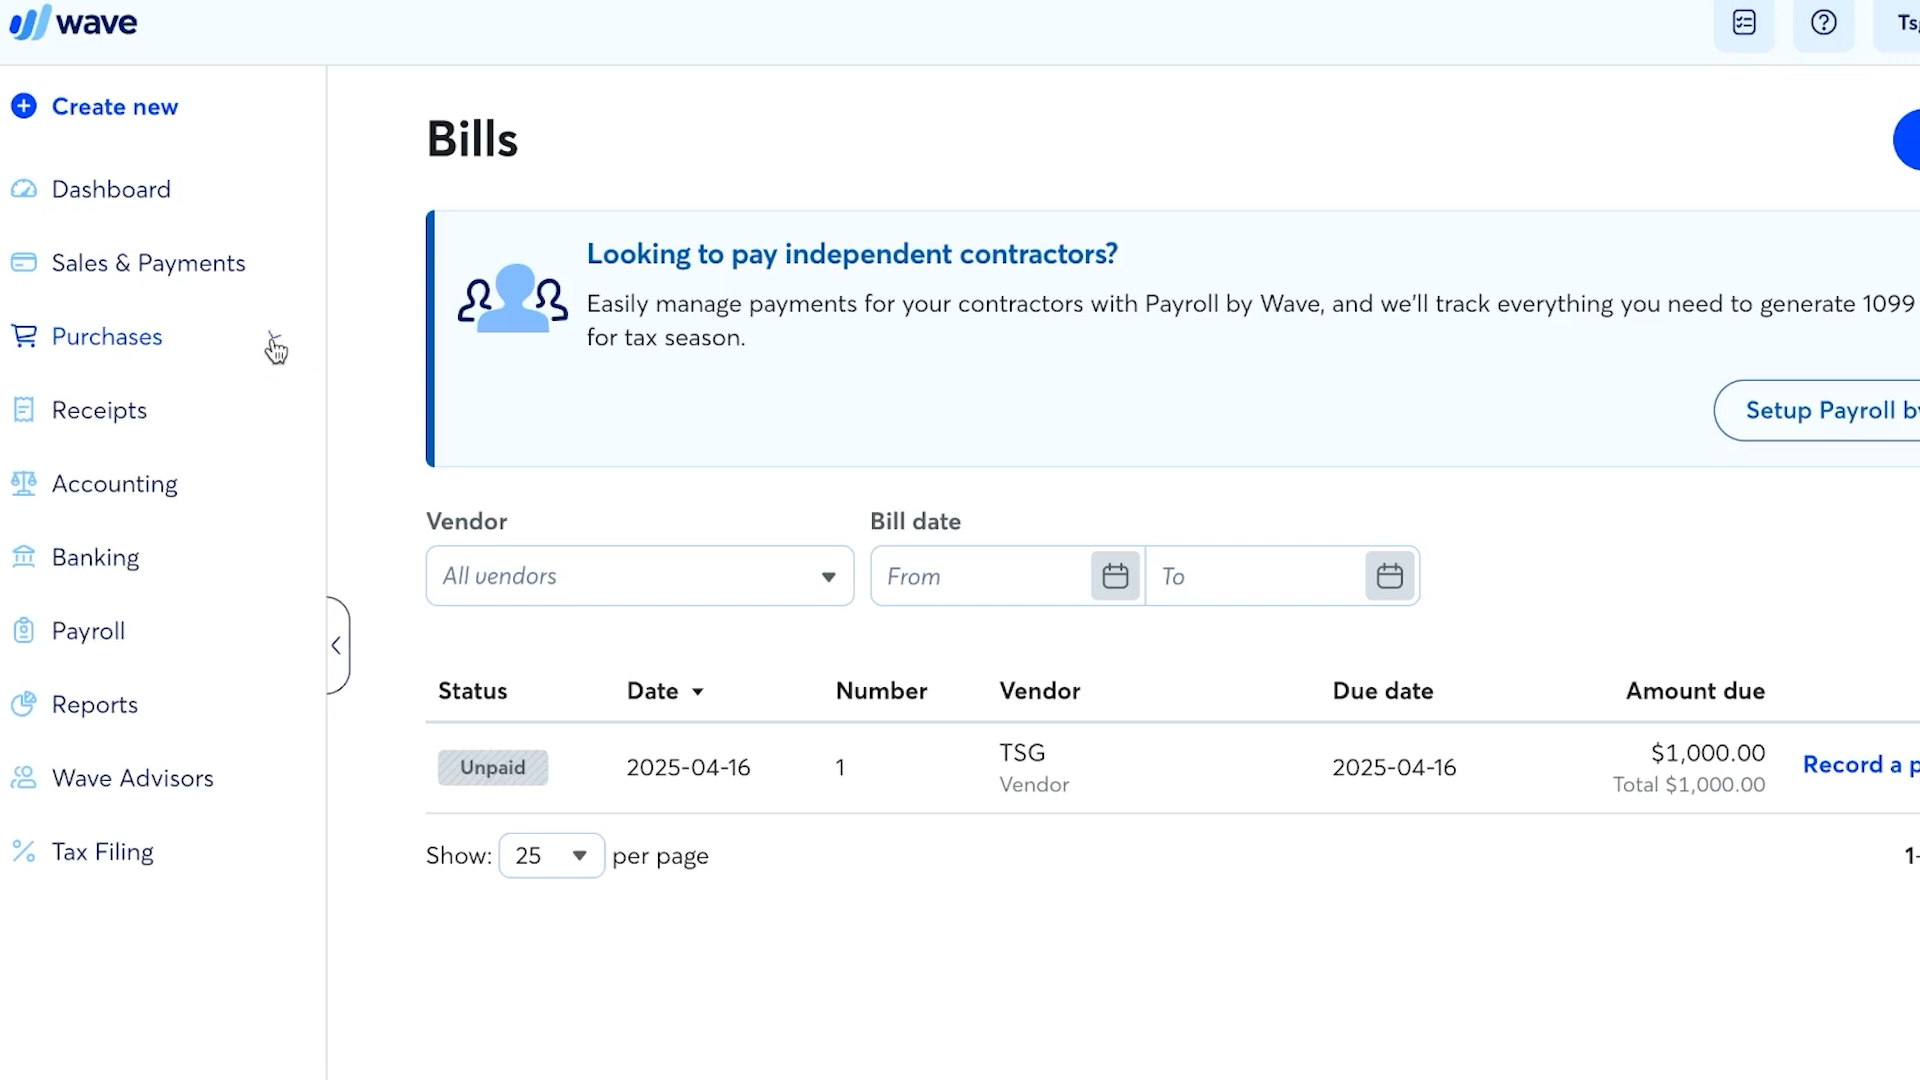 wave
Ts
Create new
Dashboard
Sales & Payments
Purchases
Receipts
Accounting
Banking
Payroll
Reports
Wave Advisors
Tax Filing
Bills
Looking to pay independent contractors?
Easily manage payments for your contractors with Payroll by Wave, and we'll track everything you need to generate 1099
for tax season.
Setup Payroll by
Vendor
Bill date
All vendors
From
To
Status Date Number Vendor Due date Amount due
Unpaid 2025-04-16 1 TSG 2025-04-16 $1,000.00 Record a p
Vendor Total $1,000.00
Show: 25 per page
1-